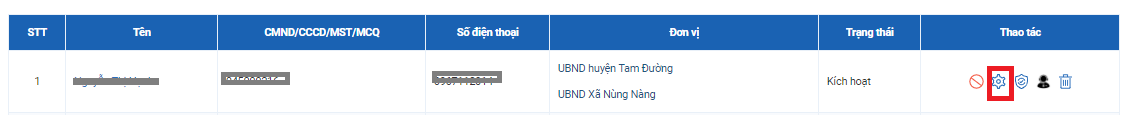 STT Tên CMND/CCCD/MST/MCQ Số điện thoại Đơn vị Trạng thái Thao tác
UBND huyện Tam Đường
1 Kích hoạt
UBND Xã Nùng Nàng